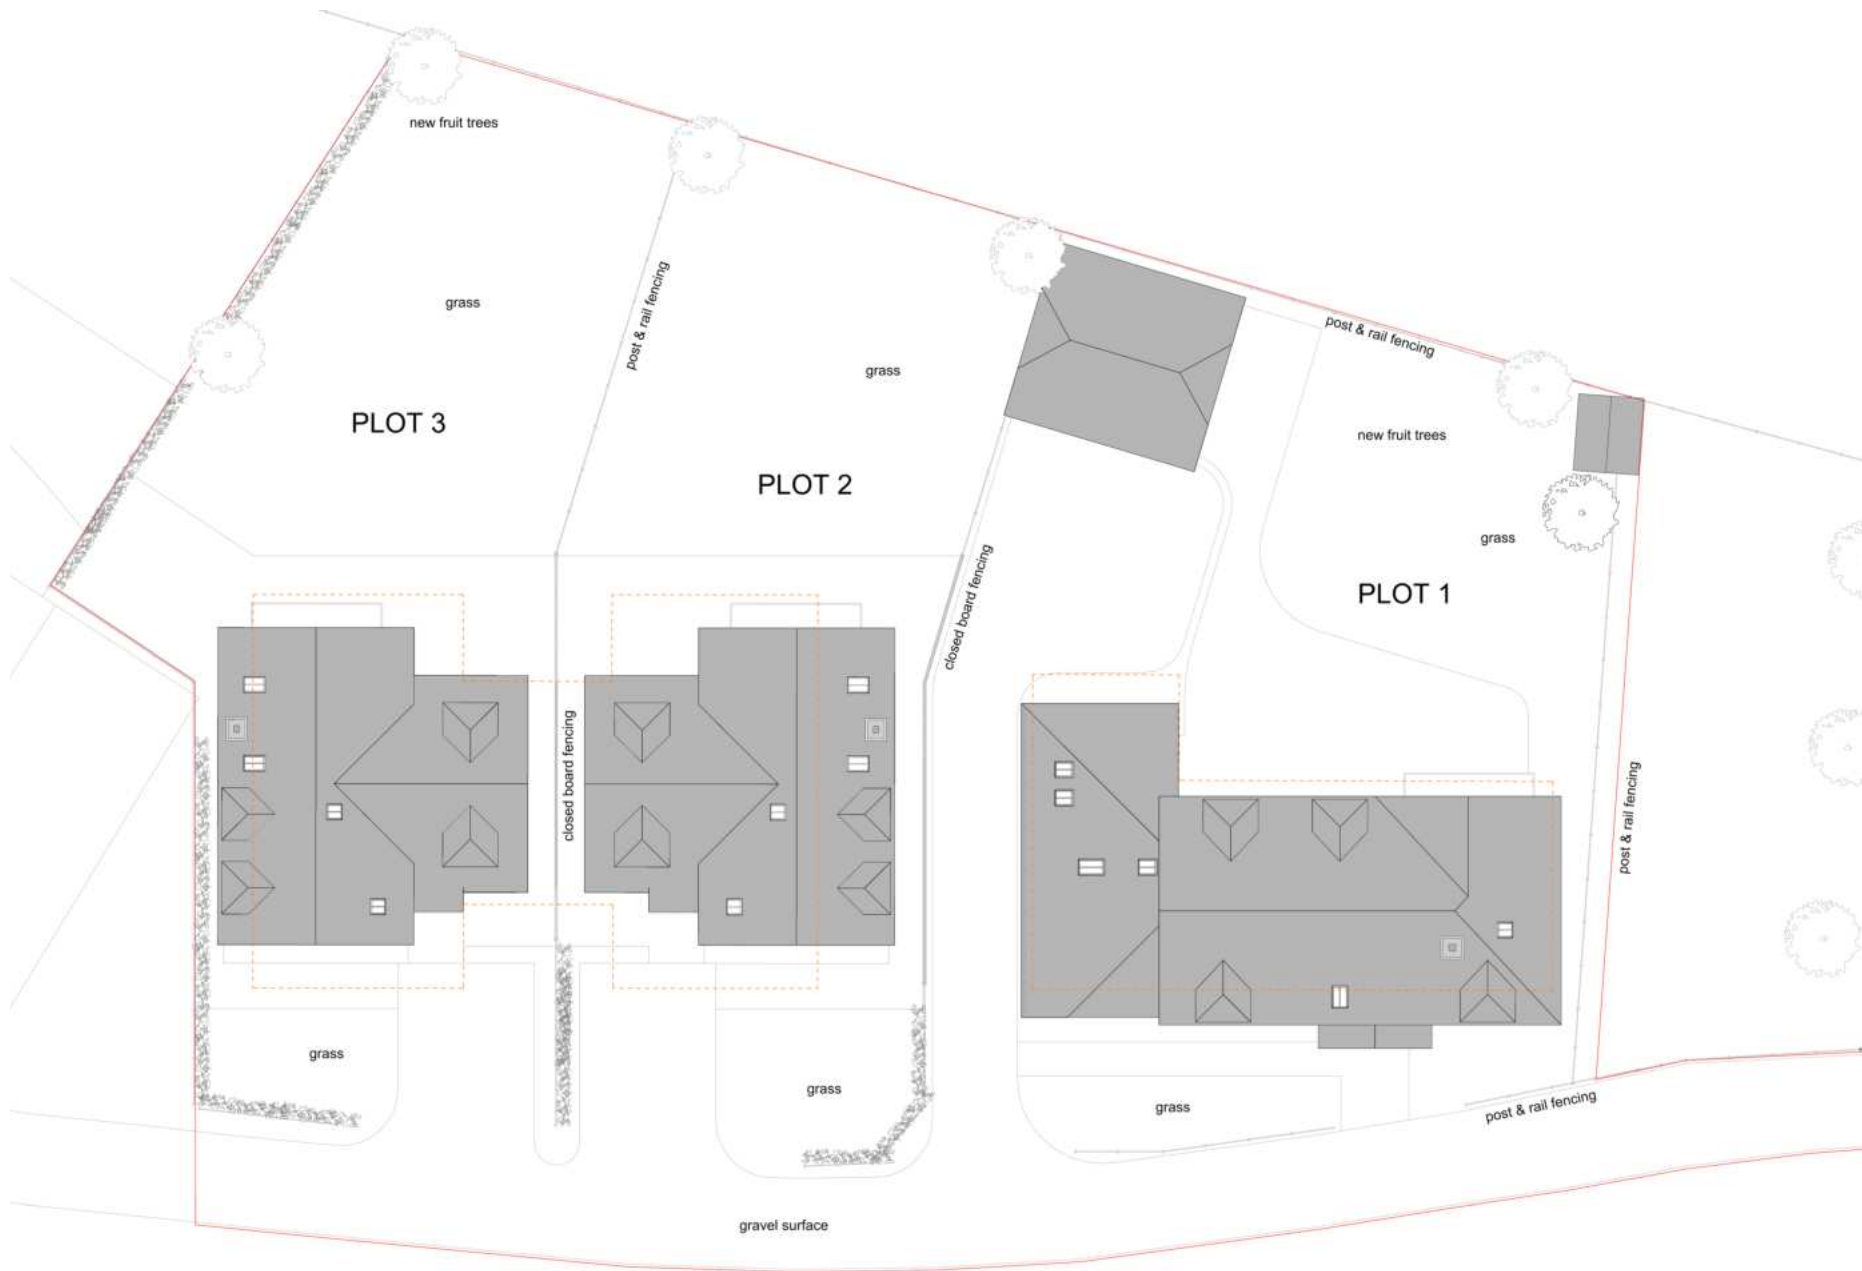 new fruit trees
grass
post & rail fencing
PLOT 3
grass
PLOT 2
post & rail fencing
new fruit trees
grass
PLOT 1
closed board fencing
closed board fencing
post & rail fencing
grass
grass
grass
post & rail fencing
gravel surface